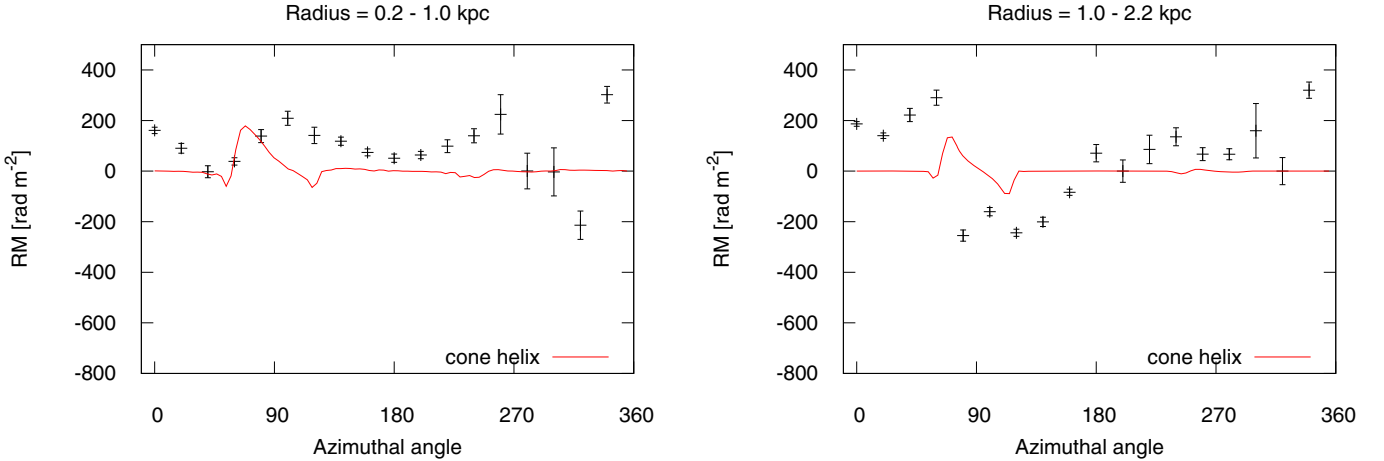 Radius = 0.2 - 1.0 kpc
400
200
0
-200
-400
-600
-800
RM [rad m-2]
cone helix
0 90 180 270 360
Azimuthal angle
Radius = 1.0 - 2.2 kpc
400
200
0
-200
-400
-600
-800
RM [rad m-2]
cone helix
0 90 180 270 360
Azimuthal angle